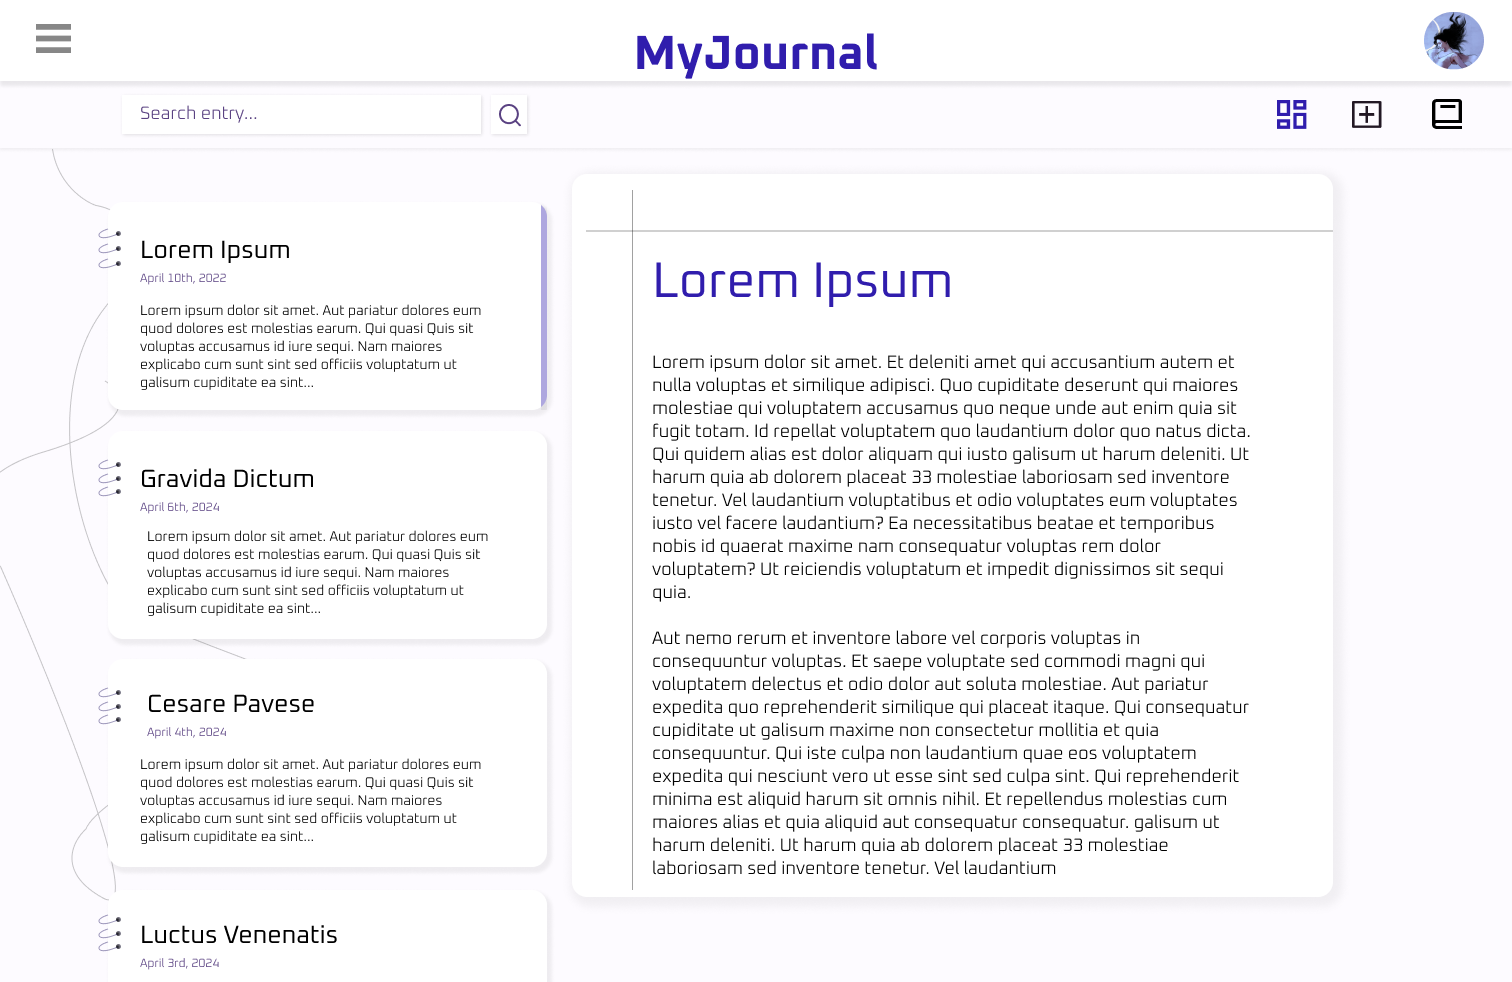 MyJournal
Search entry...
Lorem Ipsum
April 10th, 2022
Lorem ipsum dolor sit amet. Aut pariatur dolores eum
quod dolores est molestias earum. Qui quasi Quis sit
voluptas accusamus id iure sequi. Nam maiores
explicabo cum sunt sint sed officiis voluptatum ut
galisum cupiditate ea sint...
Gravida Dictum
April 6th, 2024
Lorem ipsum dolor sit amet. Aut pariatur dolores eum
quod dolores est molestias earum. Qui quasi Quis sit
voluptas accusamus id iure sequi. Nam maiores
explicabo cum sunt sint sed officiis voluptatum ut
galisum cupiditate ea sint...
Cesare Pavese
April 4th, 2024
Lorem ipsum dolor sit amet. Aut pariatur dolores eum
quod dolores est molestias earum. Qui quasi Quis sit
voluptas accusamus id iure sequi. Nam maiores
explicabo cum sunt sint sed officiis voluptatum ut
galisum cupiditate ea sint...
Luctus Venenatis
April 3rd, 2024
Lorem Ipsum
Lorem ipsum dolor sit amet. Et deleniti amet qui accusantium autem et
nulla voluptas et similique adipisci. Quo cupiditate deserunt qui maiores
molestiae qui voluptatem accusamus quo neque unde aut enim quia sit
fugit totam. Id repellat voluptatem quo laudantium dolor quo natus dicta.
Qui quidem alias est dolor aliquam qui iusto galisum ut harum deleniti. Ut
harum quia ab dolorem placeat 33 molestiae laboriosam sed inventore
tenetur. Vel laudantium voluptatibus et odio voluptates eum voluptates
iusto vel facere laudantium? Ea necessitatibus beatae et temporibus
nobis id quaerat maxime nam consequatur voluptas rem dolor
voluptatem? Ut reiciendis voluptatum et impedit dignissimos sit sequi
quia.
Aut nemo rerum et inventore labore vel corporis voluptas in
consequuntur voluptas. Et saepe voluptate sed commodi magni qui
voluptatem delectus et odio dolor aut soluta molestiae. Aut pariatur
expedita quo reprehenderit similique qui placeat itaque. Qui consequatur
cupiditate ut galisum maxime non consectetur mollitia et quia
consequuntur. Qui iste culpa non laudantium quae eos voluptatem
expedita qui nesciunt vero ut esse sint sed culpa sint. Qui reprehenderit
minima est aliquid harum sit omnis nihil. Et repellendus molestias cum
maiores alias et quia aliquid aut consequatur consequatur. galisum ut
harum deleniti. Ut harum quia ab dolorem placeat 33 molestiae
laboriosam sed inventore tenetur. Vel laudantium